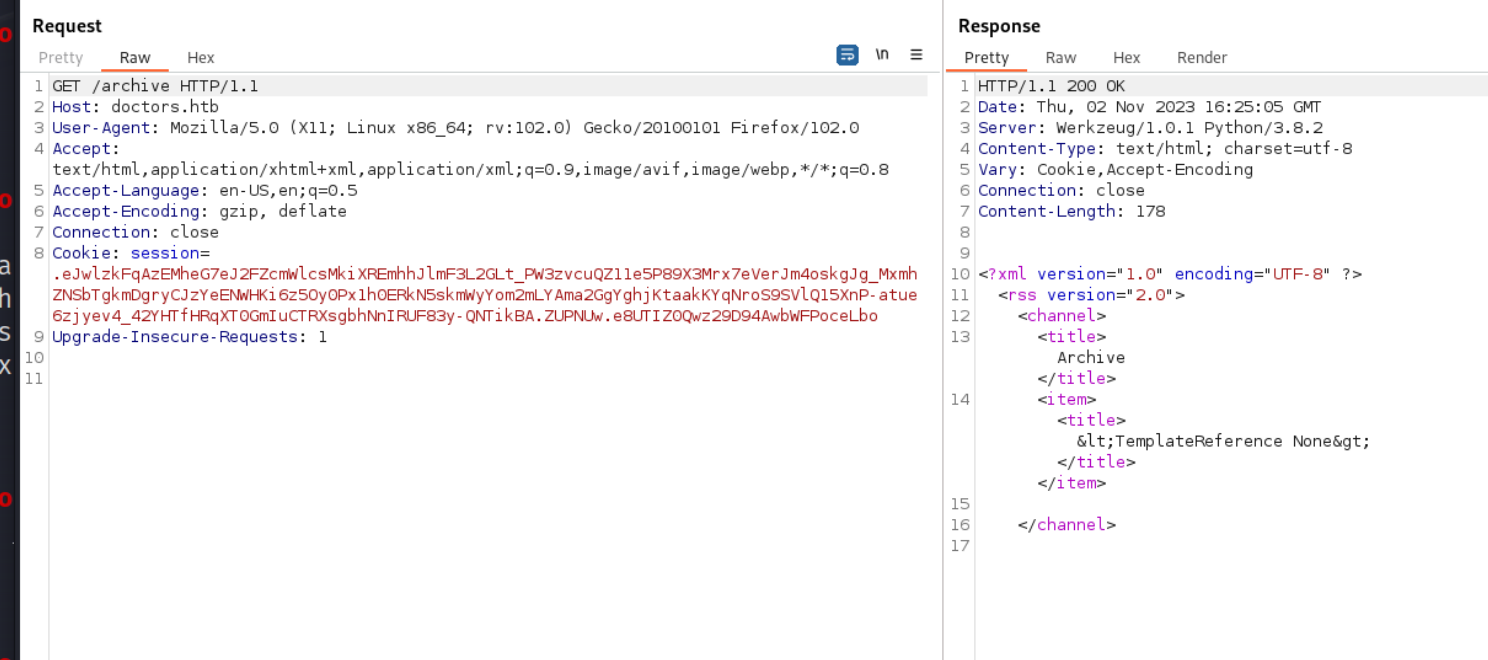 Request
Pretty Raw Hex \n
1 GET /archive HTTP/1.1
2 Host: doctors.htb
3 User-Agent: Mozilla/5.0 (X11; Linux x86_64; rv:102.0) Gecko/20100101 Firefox/102.0
4 Accept:
text/html,application/xhtml+xml,application/xml;q=0.9,image/avif,image/webp,*/*;q=0.8
5 Accept-Language: en-US,en;q=0.5
6 Accept-Encoding: gzip, deflate
7 Connection: close
8 Cookie: session=
.eJwlzkFqAzEMheG7eJ2FZcmWlcsMkiXREmhhJlmF3L2GLt_PW3zvcuQZ11e5P89X3Mrx7eVerJm4oskgJg_Mxmh
ZNSbTgkmDgryCJzYeENWHKi6z5Oy0Px1hOERkN5skmWyYom2mLYAma2GgYghjKtaakKYqNroS9SVlQ15XnP-atue
6zjyev4_42YHTfHRqXT0GmIuCTRXsgbhNnIRUF83y-QNTikBA.ZUPNUw.e8UTIZ0Qwz29D94AwbWFPoceLbo
9 Upgrade-Insecure-Requests: 1
10
11
Response
Pretty Raw Hex Render
1 HTTP/1.1 200 OK
2 Date: Thu, 02 Nov 2023 16:25:05 GMT
3 Server: Werkzeug/1.0.1 Python/3.8.2
4 Content-Type: text/html; charset=utf-8
5 Vary: Cookie,Accept-Encoding
6 Connection: close
7 Content-Length: 178
8
9
10 <?xml version="1.0" encoding="UTF-8" ?>
11 <rss version="2.0">
12 <channel>
13 <title>
Archive
</title>
14 <item>
<title>
&lt;TemplateReference None&gt;
</title>
</item>
15
16 </channel>
17
o
o
a
h
s
x
o